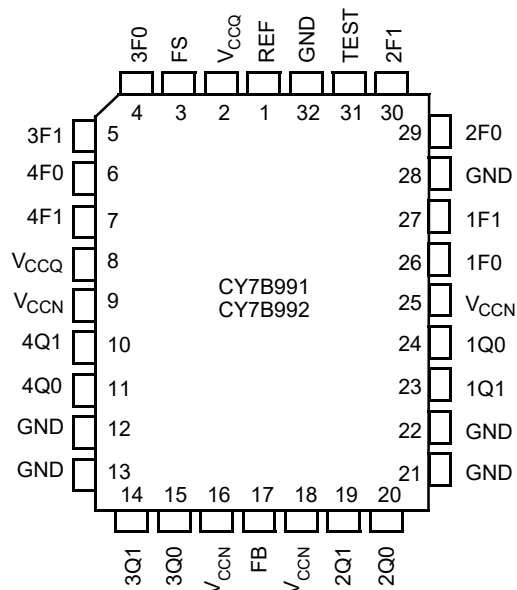 3F0 FS VCCQ REF GND TEST 2F1
4 3 2 1 32 31 30
3F1 5 29 2F0
4F0 6 28 GND
4F1 7 27 1F1
VCCQ 8 26 1F0
CY7B991
CY7B992
VCCN 9 25 VCCN
4Q1 10 24 1Q0
4Q0 11 23 1Q1
GND 12 22 GND
GND 13 21 GND
14 15 16 17 18 19 20
3Q1 3Q0 VCCN FB VCCN 2Q1 2Q0